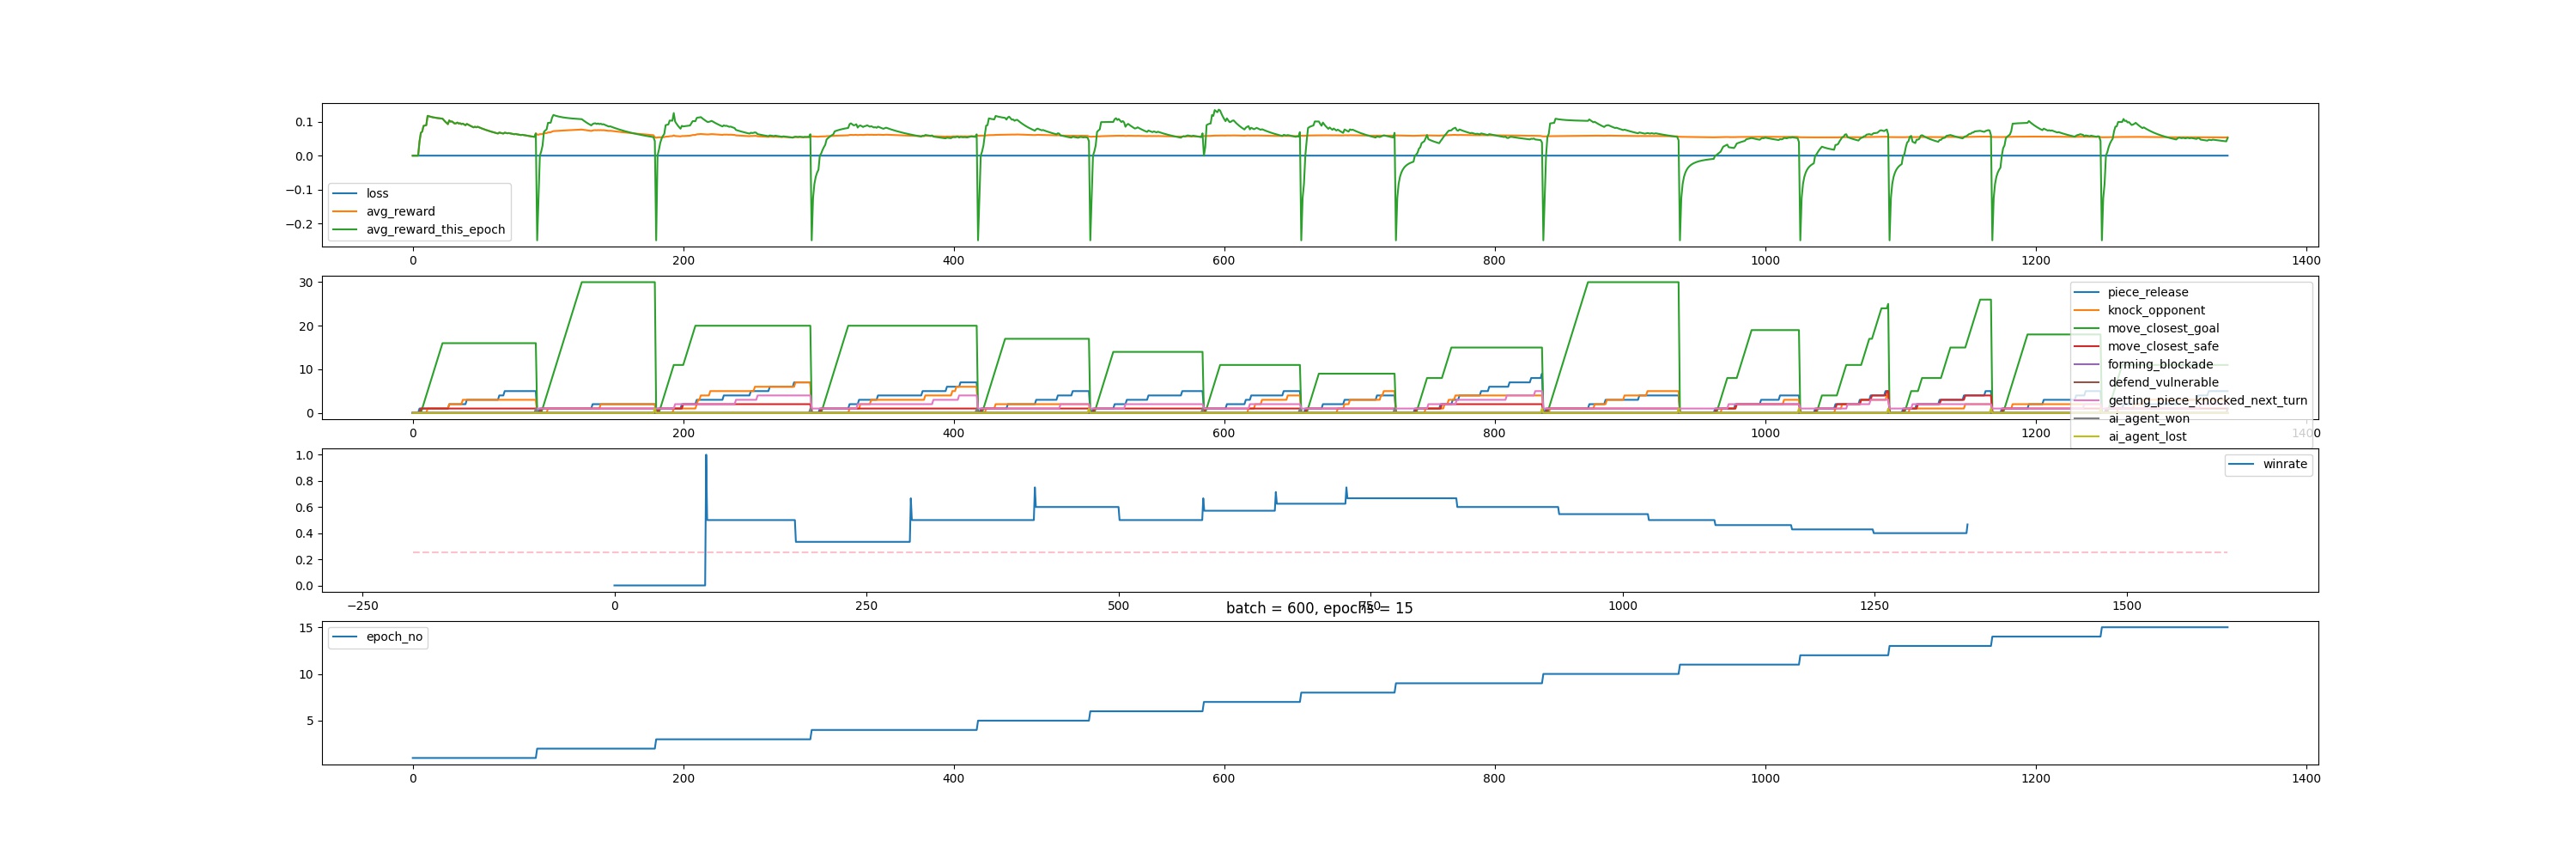 0.1
0.0
−0.1
−0.2
loss
avg_reward
avg_reward_this_epoch
0 200 400 600 800 1000 1200 1400
30
20
10
0
piece_release
knock_opponent
move_closest_goal
move_closest_safe
forming_blockade
defend_vulnerable
getting_piece_knocked_next_turn
ai_agent_won
ai_agent_lost
0 200 400 600 800 1000 1200 1400
1.0
0.8
0.6
0.4
0.2
0.0
winrate
−250 0 250 500 750 1000 1250 1500
batch = 600, epochs = 15
15
10
5
epoch_no
0 200 400 600 800 1000 1200 1400